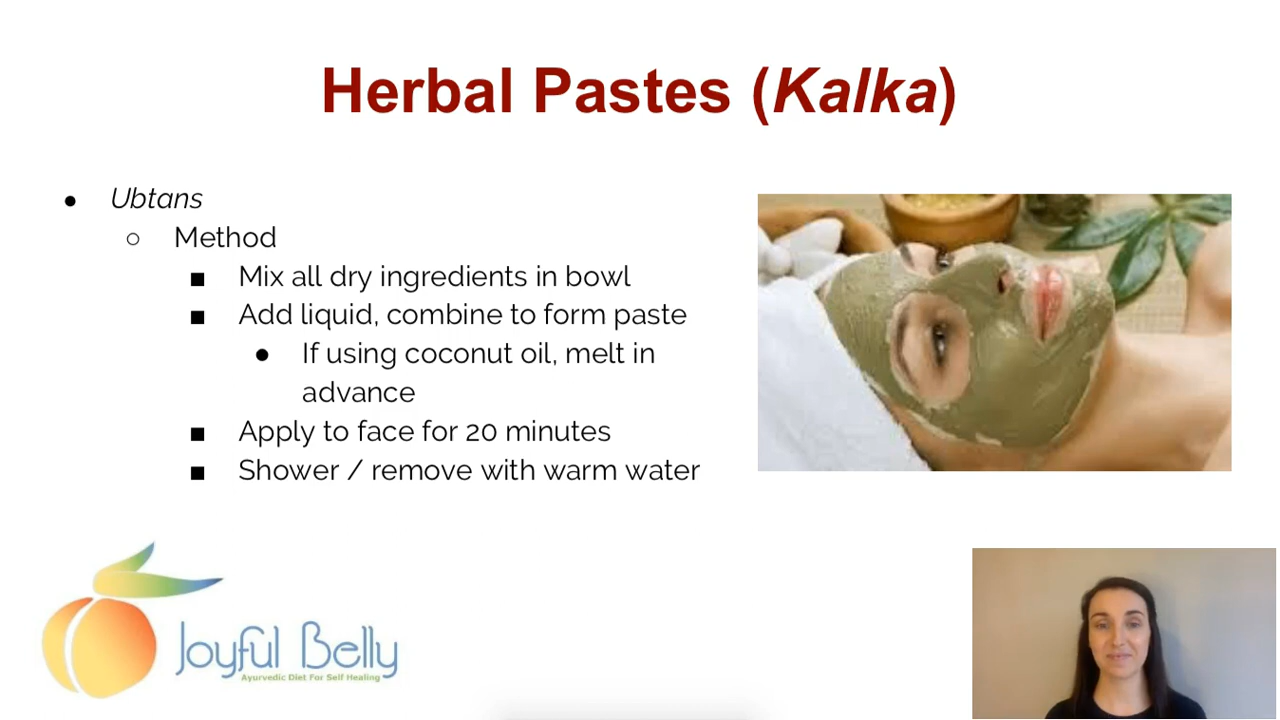 Herbal Pastes (Kalka)
● Ubtans
○ Method
■ Mix all dry ingredients in bowl
■ Add liquid, combine to form paste
● If using coconut oil, melt in
advance
■ Apply to face for 20 minutes
■ Shower / remove with warm water
Joyful Belly
Ayurvedic Diet For Self Healing